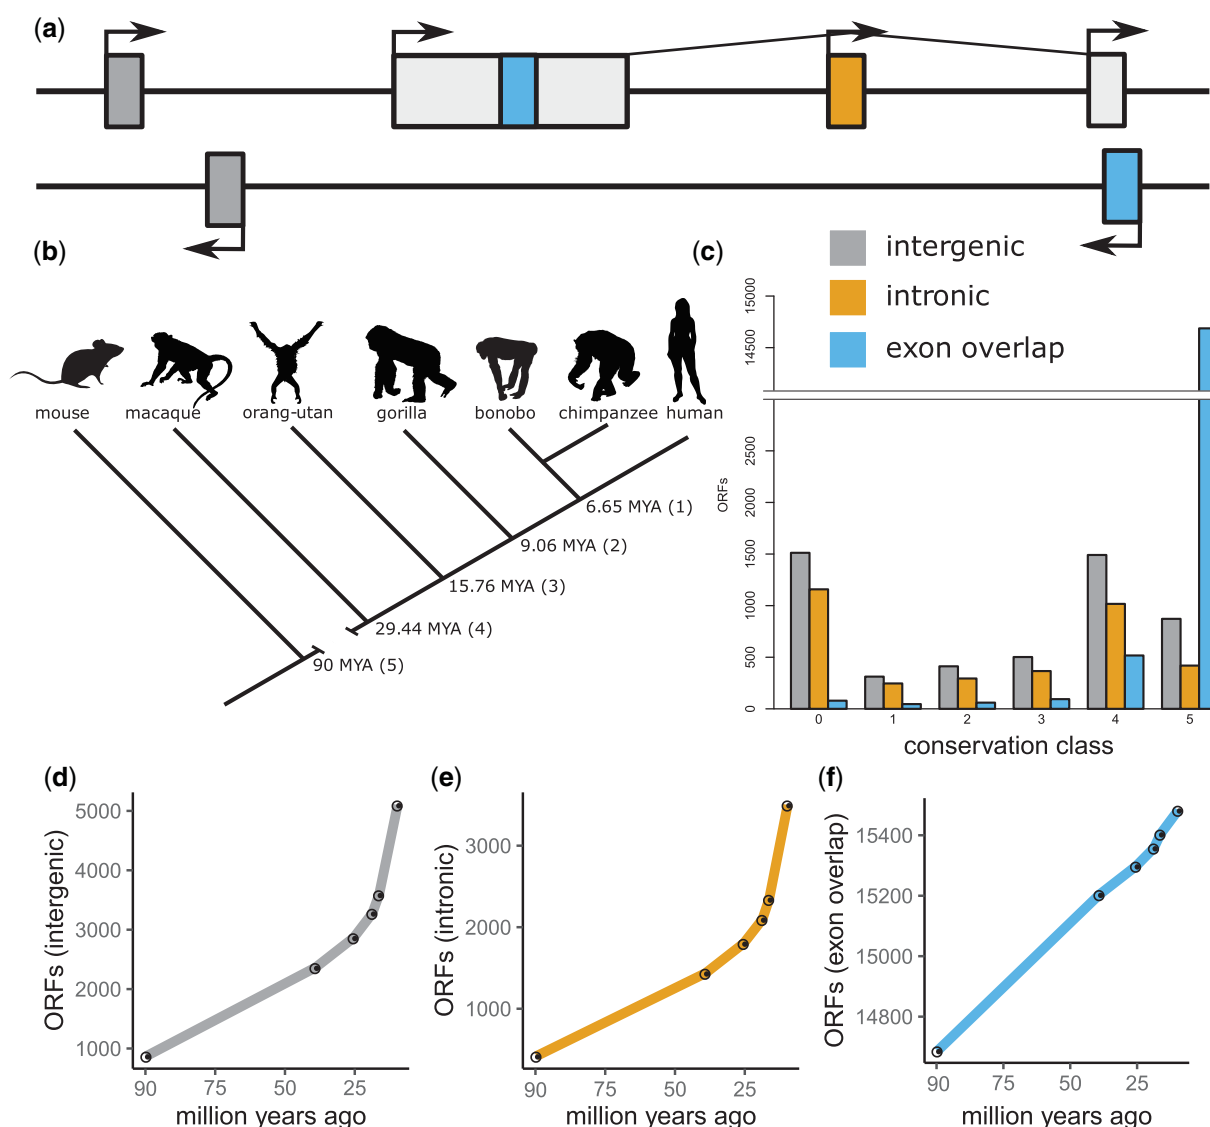 (a)
(b)
(c)
intergenic
intronic
exon overlap
mouse
macaque
orang-utan
gorilla
bonobo
chimpanzee
human
6.65 MYA (1)
9.06 MYA (2)
15.76 MYA (3)
29.44 MYA (4)
90 MYA (5)
15000
14500
2500
2000
1500
1000
500
0
ORFs
0 1 2 3 4 5
conservation class
(d)
5000
4000
3000
2000
1000
ORFs (intergenic)
90 75 50 25
million years ago
(e)
3000
2000
1000
ORFs (intronic)
90 75 50 25
million years ago
(f)
15400
15200
15000
14800
ORFs (exon overlap)
90 75 50 25
million years ago